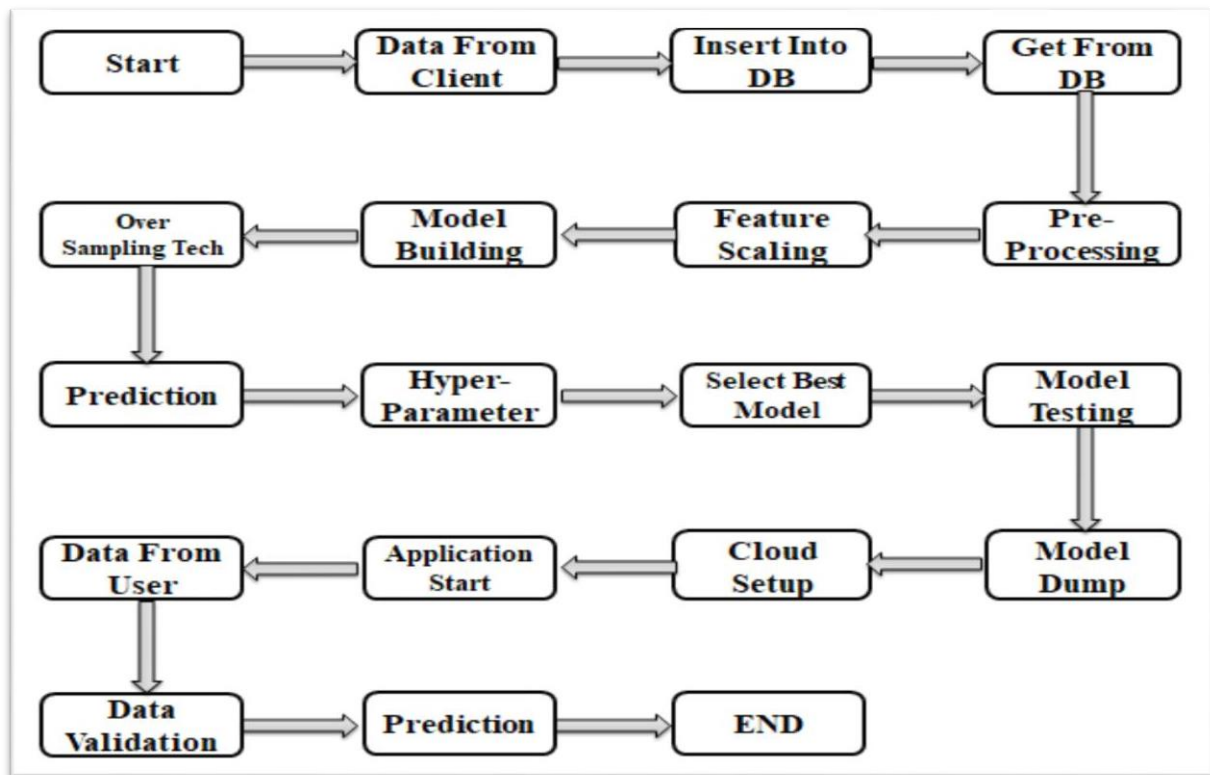 Start
Data From
Client
Insert Into
DB
Get From
DB
Pre-
Processing
Feature
Scaling
Model
Building
Over
Sampling Tech
Prediction
Hyper-
Parameter
Select Best
Model
Model
Testing
Model
Dump
Cloud
Setup
Application
Start
Data From
User
Data
Validation
Prediction
END